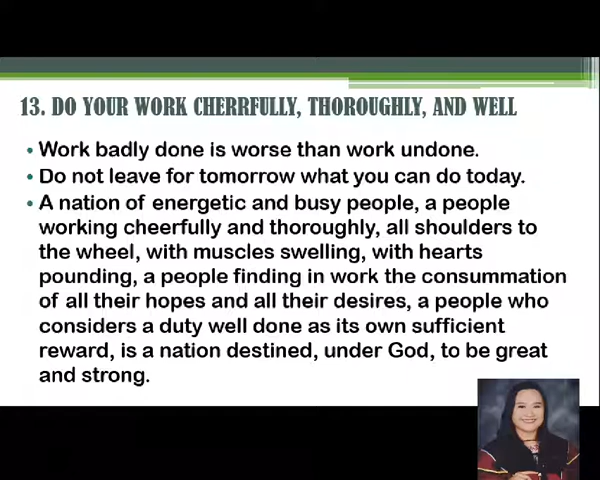 13. DO YOUR WORK CHERRFULLY, THOROUGHLY, AND WELL
• Work badly done is worse than work undone.
• Do not leave for tomorrow what you can do today.
• A nation of energetic and busy people, a people
working cheerfully and thoroughly, all shoulders to
the wheel, with muscles swelling, with hearts
pounding, a people finding in work the consummation
of all their hopes and all their desires, a people who
considers a duty well done as its own sufficient
reward, is a nation destined, under God, to be great
and strong.